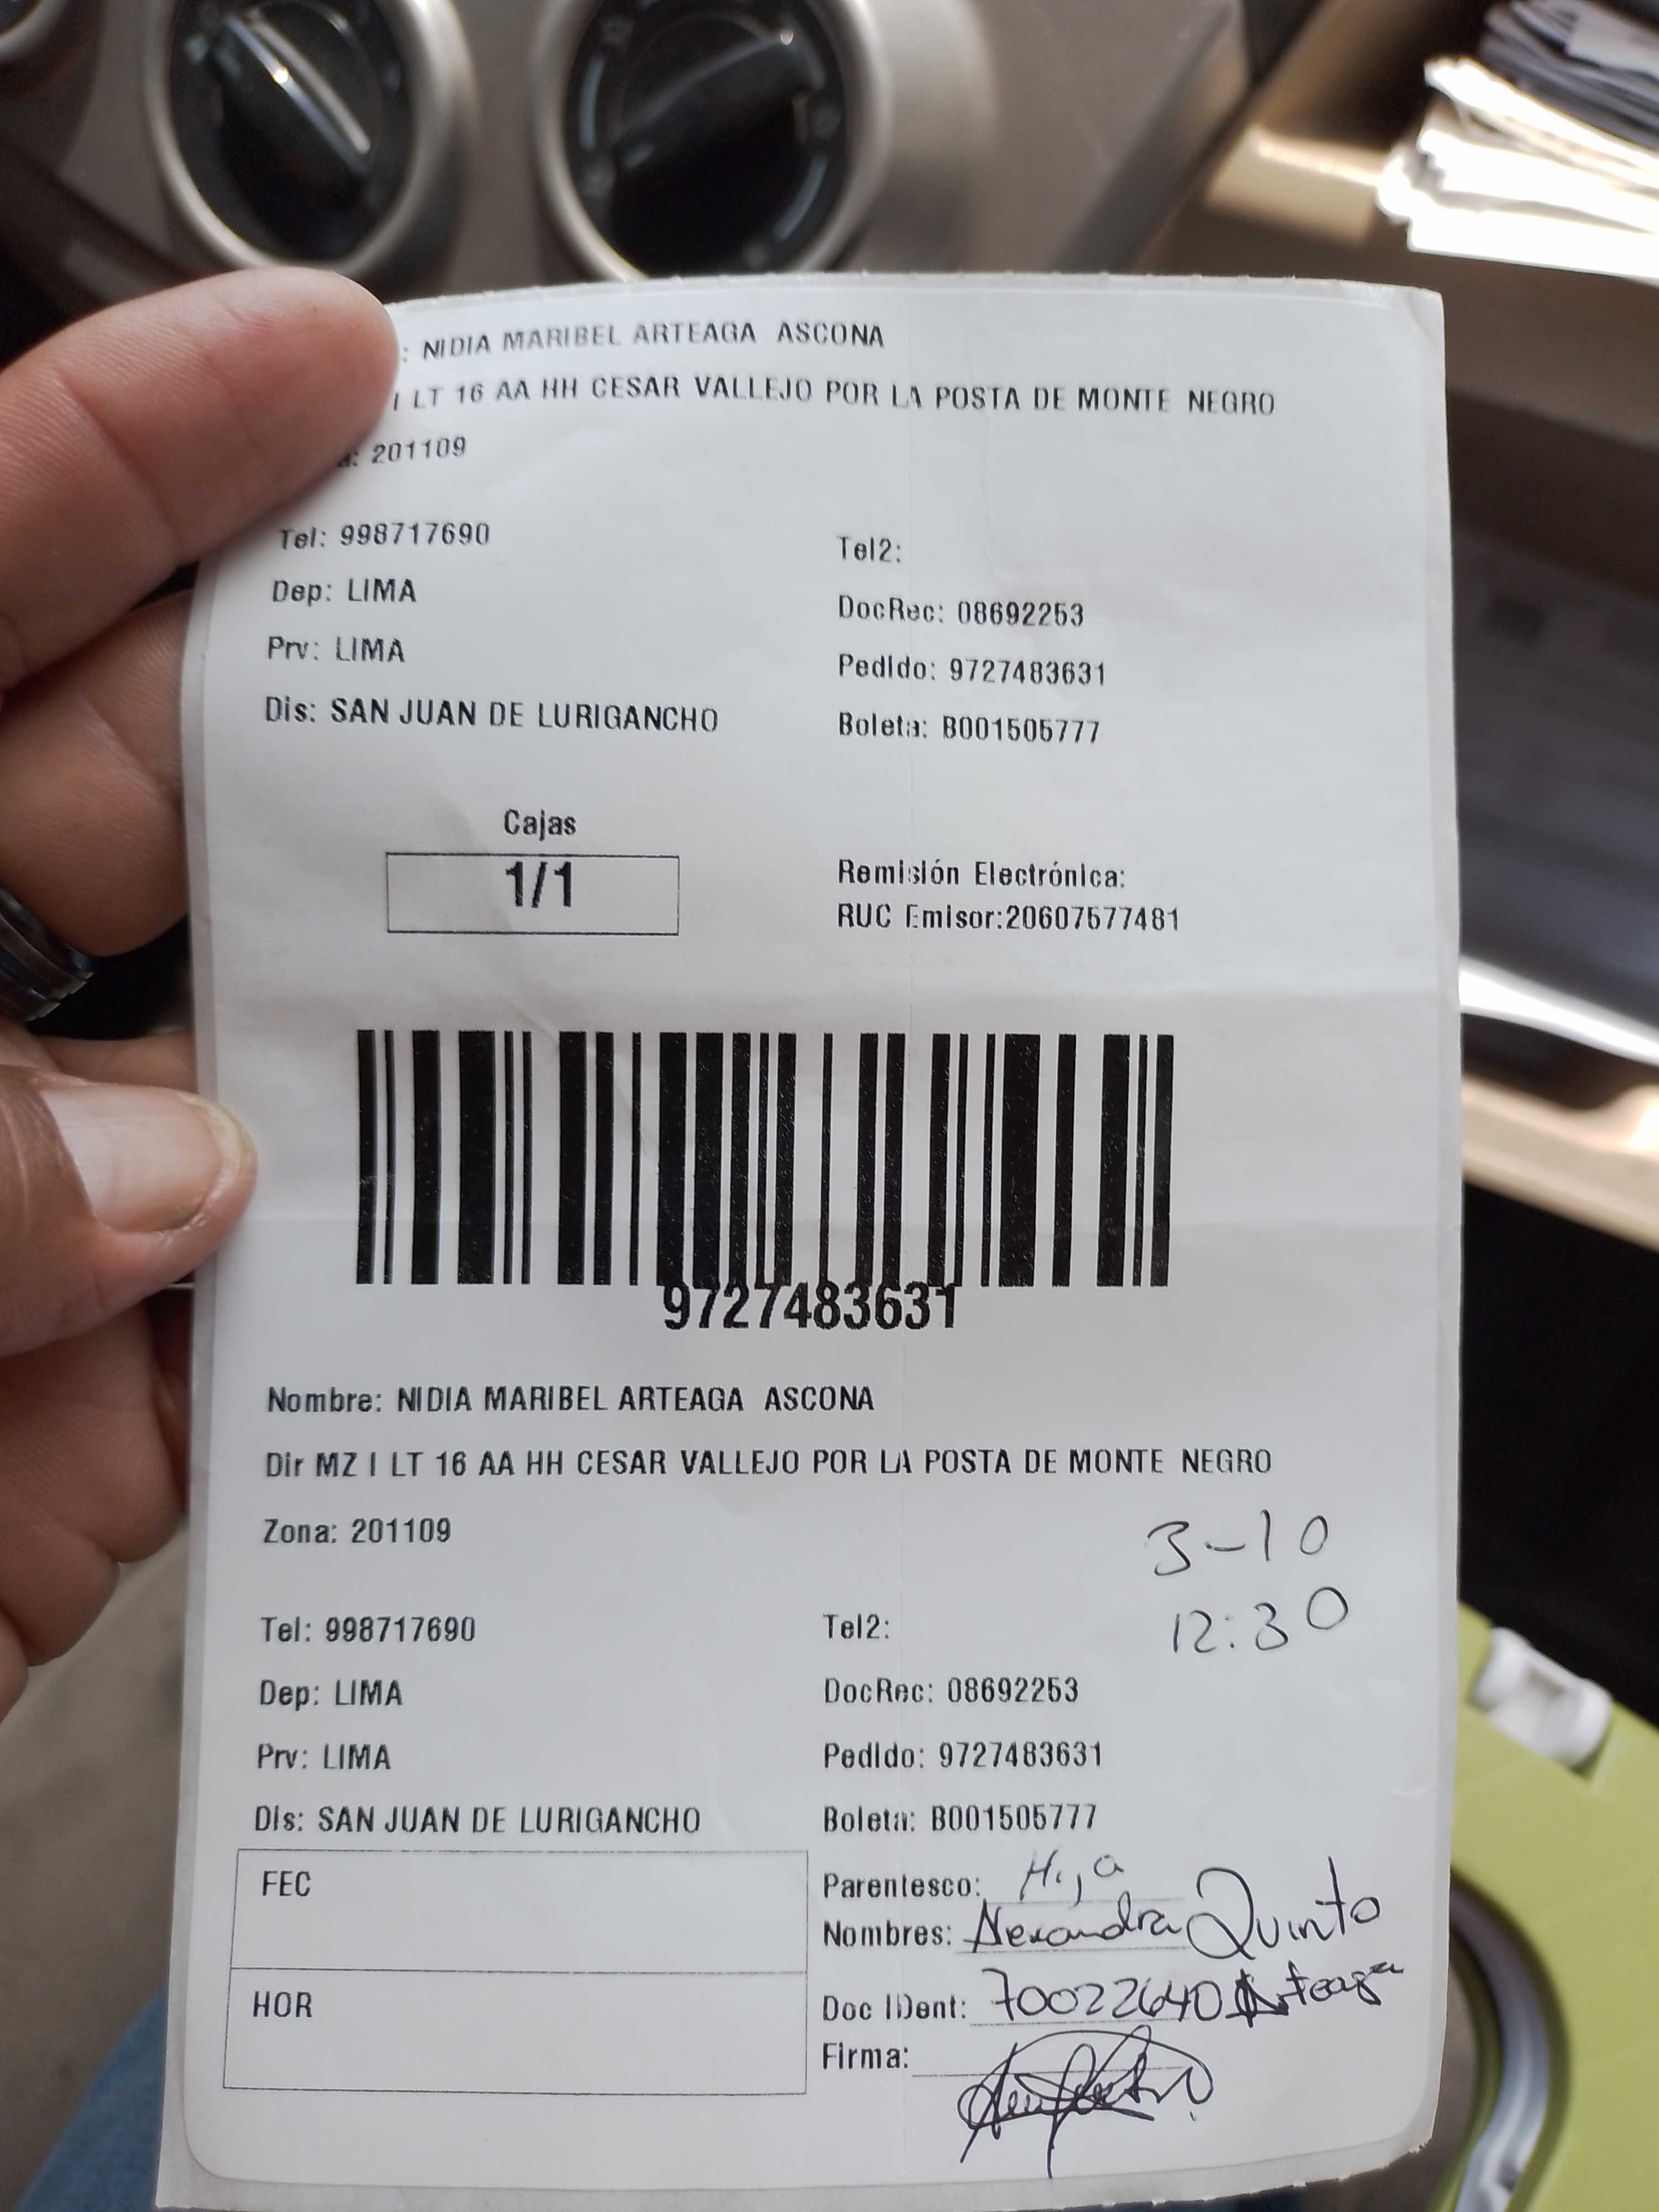 : NIDIA MARIBEL ARTEAGA ASCONA
I LT 16 AA HH CESAR VALLEJO POR LA POSTA DE MONTE NEGRO
a: 201109
Tel: 998717690 Tel2:
Dep: LIMA DocRec: 08692253
Prv: LIMA Pedido: 9727483631
Dis: SAN JUAN DE LURIGANCHO Boleta: B001505777
Cajas
1/1
Remisión Electrónica:
RUC Emisor:20607577481
9727483631
Nombre: NIDIA MARIBEL ARTEAGA ASCONA
Dir MZ I LT 16 AA HH CESAR VALLEJO POR LA POSTA DE MONTE NEGRO
Zona: 201109
3-10
12:30
Tel: 998717690 Tel2:
Dep: LIMA DocRec: 08692253
Prv: LIMA Pedido: 9727483631
Dis: SAN JUAN DE LURIGANCHO Boleta: B001505777
FEC
HOR
Parentesco: Hija
Nombres: Alexandra Quinto
Doc IDent: 70022640 Arteaga
Firma: